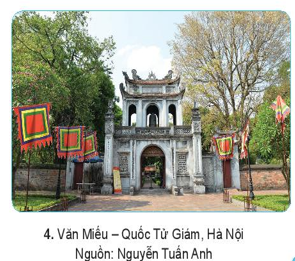 4. Văn Miếu – Quốc Tử Giám, Hà Nội
Nguồn: Nguyễn Tuấn Anh